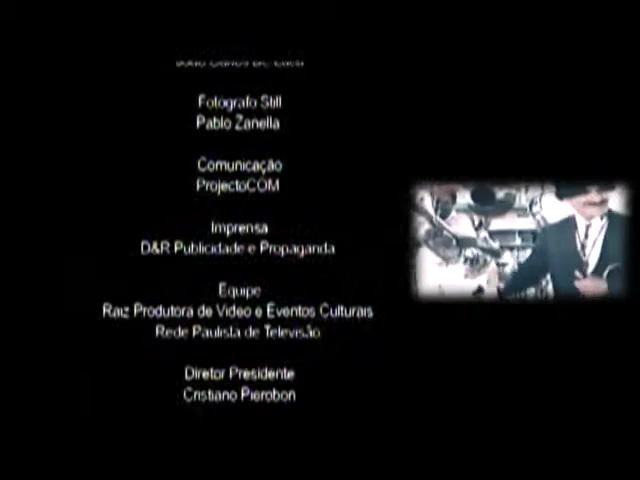 Fotógrafo Still
Pablo Zanella
Comunicação
ProjectoCOM
Imprensa
D&R Publicidade e Propaganda
Equipe
Raiz Produtora de Video e Eventos Culturais
Rede Paulista de Televisão
Diretor Presidente
Cristiano Pierobon